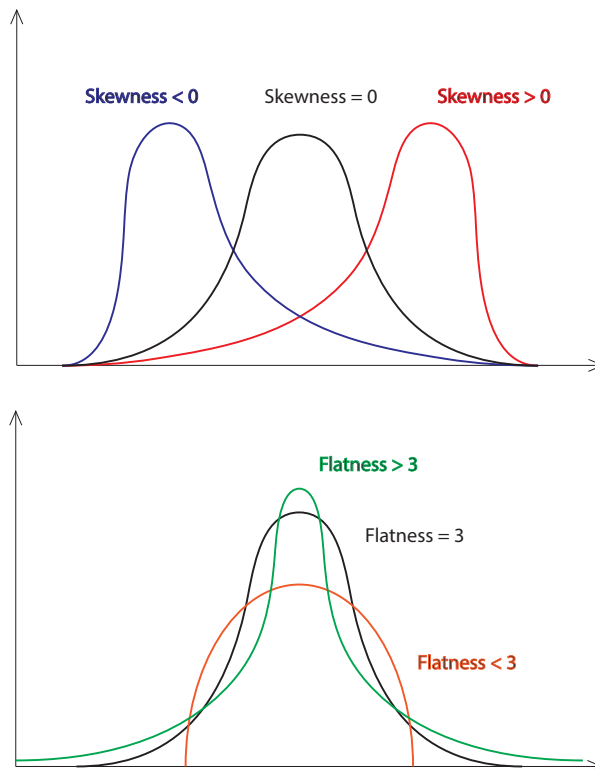 Skewness < 0
Skewness = 0
Skewness > 0
Flatness > 3
Flatness = 3
Flatness < 3